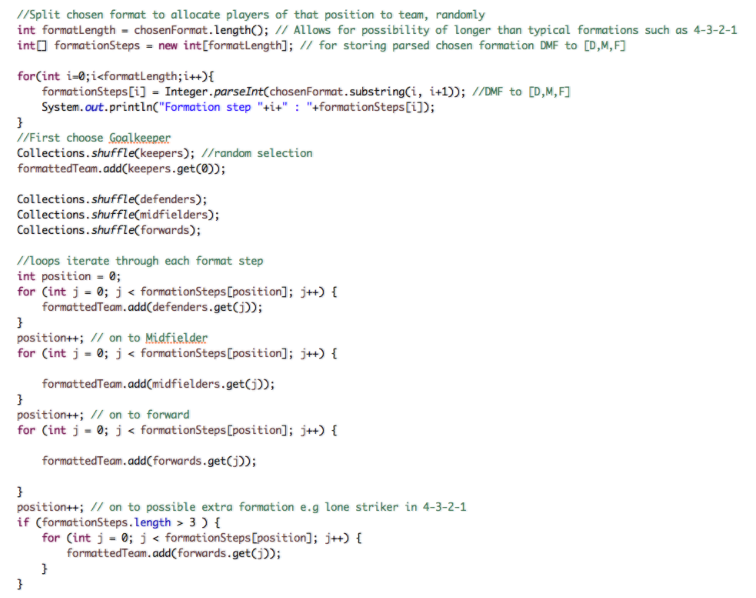 //Split chosen format to allocate players of that position to team, randomly
int formatLength = chosenFormat.length(); // Allows for possibility of longer than typical formations such as 4-3-2-1
int[] formationSteps = new int[formatLength]; // for storing parsed chosen formation DMF to [D,M,F]

for(int i=0;i<formatLength;i++){
    formationSteps[i] = Integer.parseInt(chosenFormat.substring(i, i+1)); //DMF to [D,M,F]
    System.out.println("Formation step "+i+" : "+formationSteps[i]);
}
//First choose Goalkeeper
Collections.shuffle(keepers); //random selection
formattedTeam.add(keepers.get(0));

Collections.shuffle(defenders);
Collections.shuffle(midfielders);
Collections.shuffle(forwards);

//loops iterate through each format step
int position = 0;
for (int j = 0; j < formationSteps[position]; j++) {
    formattedTeam.add(defenders.get(j));
}
position++; // on to Midfielder
for (int j = 0; j < formationSteps[position]; j++) {

    formattedTeam.add(midfielders.get(j));
}
position++; // on to forward
for (int j = 0; j < formationSteps[position]; j++) {

    formattedTeam.add(forwards.get(j));

}
position++; // on to possible extra formation e.g lone striker in 4-3-2-1
if (formationSteps.length > 3 ) {
    for (int j = 0; j < formationSteps[position]; j++) {
        formattedTeam.add(forwards.get(j));
    }
}